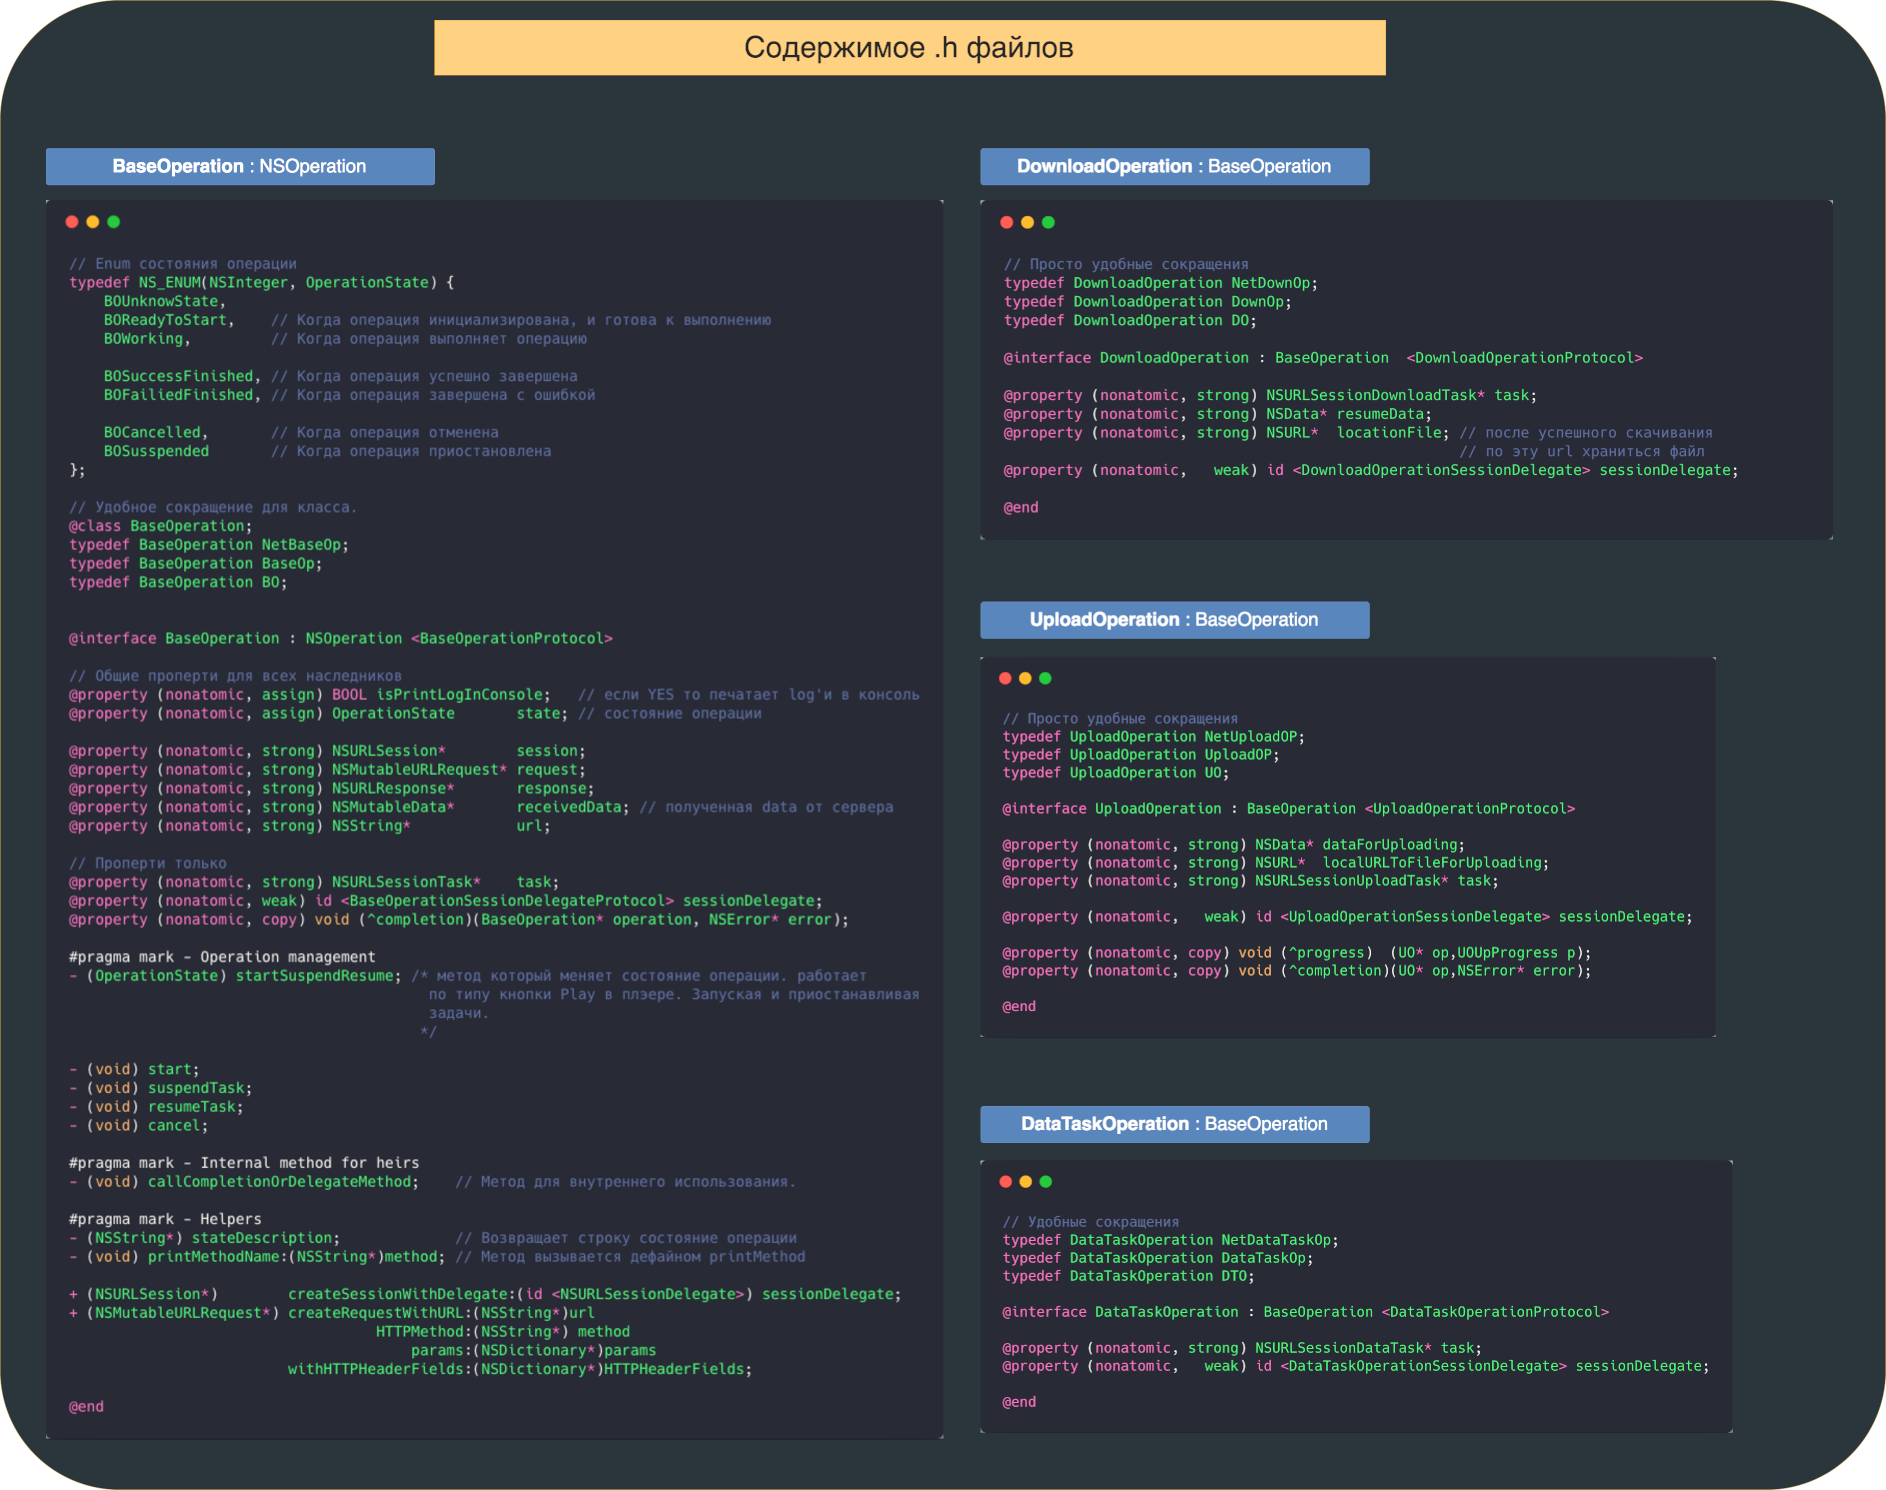 Содержимое .h файлов
BaseOperation : NSOperation
// Enum состояния операции
typedef NS_ENUM(NSInteger, OperationState) {
    BOUnknowState,
    BOReadyToStart,    // Когда операция инициализирована, и готова к выполнению
    BOWorking,         // Когда операция выполняет операцию
    BOSuccessFinished, // Когда операция успешно завершена
    BOFailiedFinished, // Когда операция завершена с ошибкой
    BOCancelled,       // Когда операция отменена
    BOSusspended       // Когда операция приостановлена
};
// Удобное сокращение для класса.
@class BaseOperation;
typedef BaseOperation NetBaseOp;
typedef BaseOperation BaseOp;
typedef BaseOperation BO;
@interface BaseOperation : NSOperation <BaseOperationProtocol>
// Общие проперти для всех наследников
@property (nonatomic, assign) BOOL isPrintLogInConsole;   // если YES то печатает log'и в консоль
@property (nonatomic, assign) OperationState       state; // состояние операции
@property (nonatomic, strong) NSURLSession*        session;
@property (nonatomic, strong) NSMutableURLRequest* request;
@property (nonatomic, strong) NSURLResponse*       response;
@property (nonatomic, strong) NSMutableData*       receivedData; // полученная data от сервера
@property (nonatomic, strong) NSString*            url;
// Проперти только
@property (nonatomic, strong) NSURLSessionTask*    task;
@property (nonatomic, weak) id <BaseOperationSessionDelegateProtocol> sessionDelegate;
@property (nonatomic, copy) void (^completion)(BaseOperation* operation, NSError* error);
#pragma mark - Operation management
- (OperationState) startSuspendResume; /* метод который меняет состояние операции. работает
по типу кнопки Play в плэере. Запуская и приостанавливая
задачи.
*/
- (void) start;
- (void) suspendTask;
- (void) resumeTask;
- (void) cancel;
#pragma mark - Internal method for heirs
- (void) callCompletionOrDelegateMethod;    // Метод для внутреннего использования.
#pragma mark - Helpers
- (NSString*) stateDescription;             // Возвращает строку состояние операции
- (void) printMethodName:(NSString*)method; // Метод вызывается дефайном printMethod
+ (NSURLSession*)        createSessionWithDelegate:(id <NSURLSessionDelegate>) sessionDelegate;
+ (NSMutableURLRequest*) createRequestWithURL:(NSString*)url
HTTPMethod:(NSString*) method
params:(NSDictionary*)params
withHTTPHeaderFields:(NSDictionary*)HTTPHeaderFields;
@end
DownloadOperation : BaseOperation
// Просто удобные сокращения
typedef DownloadOperation NetDownOp;
typedef DownloadOperation DownOp;
typedef DownloadOperation DO;
@interface DownloadOperation : BaseOperation  <DownloadOperationProtocol>
@property (nonatomic, strong) NSURLSessionDownloadTask* task;
@property (nonatomic, strong) NSData* resumeData;
@property (nonatomic, strong) NSURL*  locationFile; // после успешного скачивания
// по эту url храниться файл
@property (nonatomic,   weak) id <DownloadOperationSessionDelegate> sessionDelegate;
@end
UploadOperation : BaseOperation
// Просто удобные сокращения
typedef UploadOperation NetUploadOP;
typedef UploadOperation UploadOP;
typedef UploadOperation UO;
@interface UploadOperation : BaseOperation <UploadOperationProtocol>
@property (nonatomic, strong) NSData* dataForUploading;
@property (nonatomic, strong) NSURL*  localURLToFileForUploading;
@property (nonatomic, strong) NSURLSessionUploadTask* task;
@property (nonatomic,   weak) id <UploadOperationSessionDelegate> sessionDelegate;
@property (nonatomic, copy) void (^progress)  (UO* op,UOUpProgress p);
@property (nonatomic, copy) void (^completion)(UO* op,NSError* error);
@end
DataTaskOperation : BaseOperation
// Удобные сокращения
typedef DataTaskOperation NetDataTaskOp;
typedef DataTaskOperation DataTaskOp;
typedef DataTaskOperation DTO;
@interface DataTaskOperation : BaseOperation <DataTaskOperationProtocol>
@property (nonatomic, strong) NSURLSessionDataTask* task;
@property (nonatomic,   weak) id <DataTaskOperationSessionDelegate> sessionDelegate;
@end